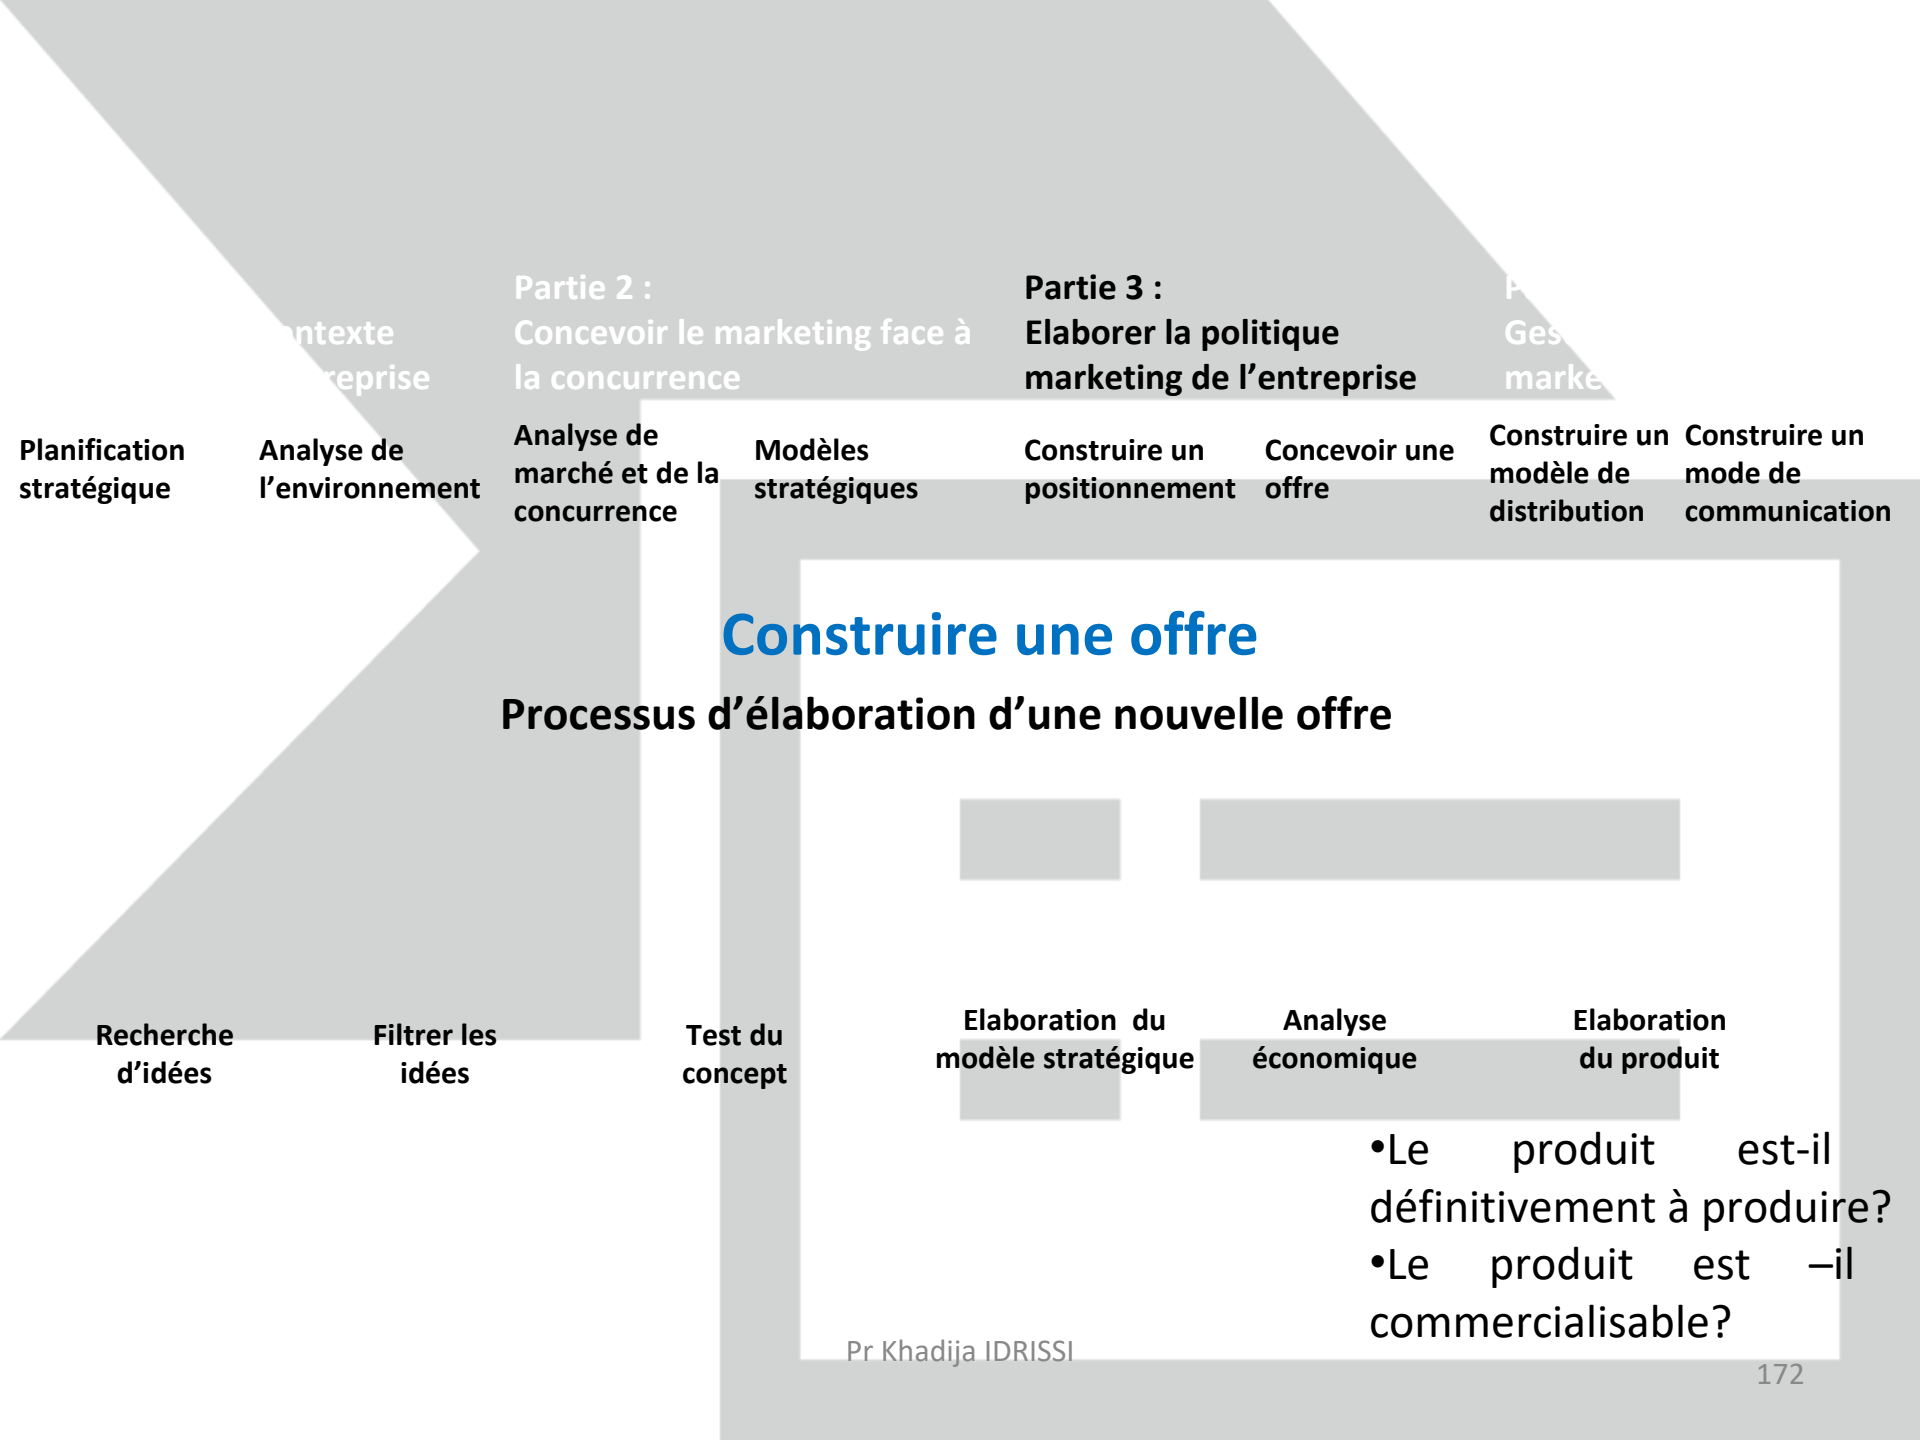 Partie 2 :
Concevoir le marketing face à
la concurrence
Partie 3 :
Elaborer la politique
marketing de l’entreprise
Planification
stratégique
Analyse de
l’environnement
Analyse de
marché et de la
concurrence
Modèles
stratégiques
Construire un
positionnement
Concevoir une
offre
Construire un
modèle de
distribution
Construire un
mode de
communication
Construire une offre
Processus d’élaboration d’une nouvelle offre
Recherche
d’idées
Filtrer les
idées
Test du
concept
Elaboration du
modèle stratégique
Analyse
économique
Elaboration
du produit
•Le produit est-il
définitivement à produire?
•Le produit est –il
commercialisable?
Pr Khadija IDRISSI
172